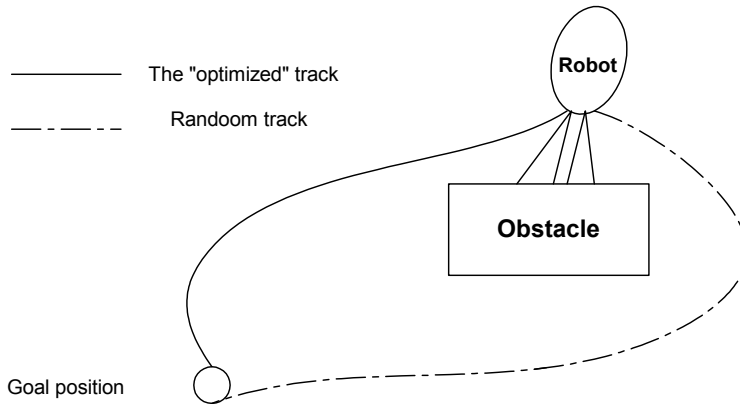 Robot
The "optimized" track
Randoom track
Obstacle
Goal position